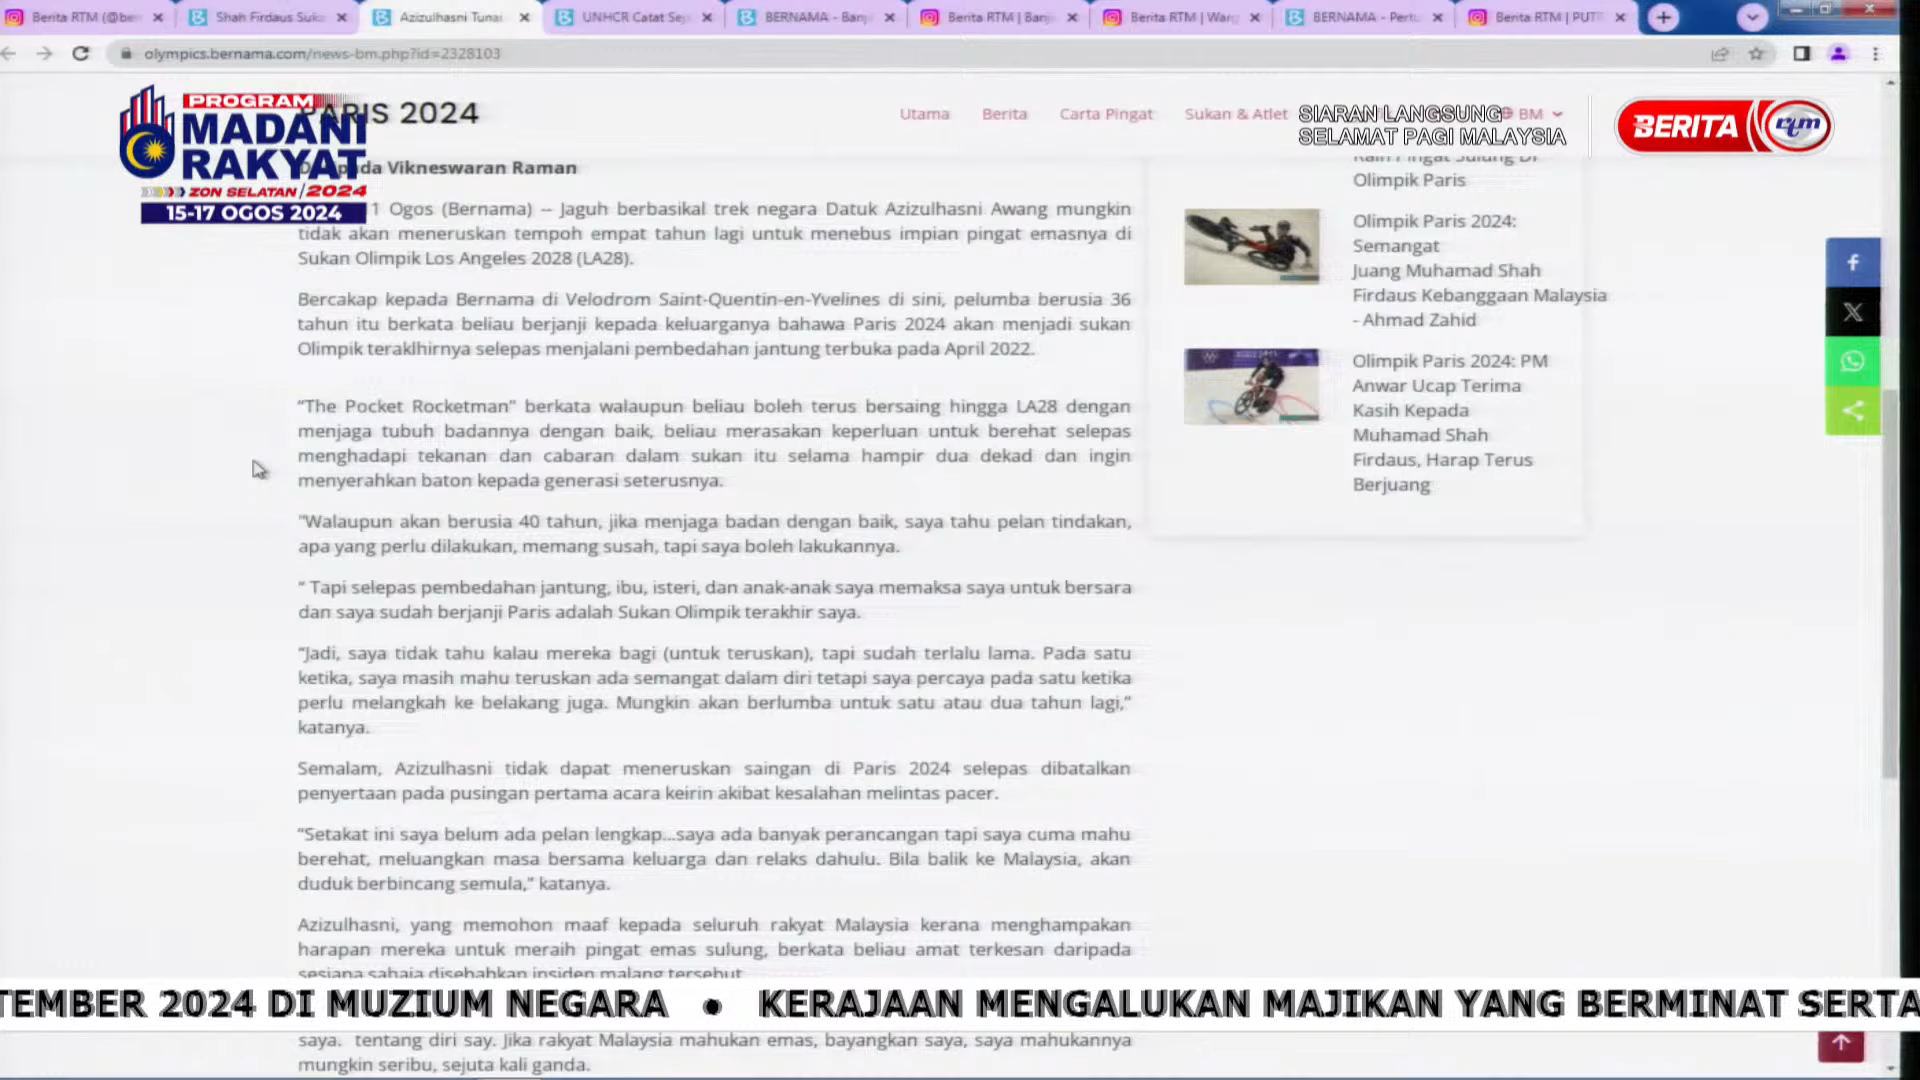 Berita RTM (@ber
Shah Firdaus Suka
Azizulhasni Tunai
UNHCR Catat Sej
BERNAMA - Banj
Berita RTM | Banj
Berita RTM | Wan
BERNAMA - Pert
Berita RTM | PUT
olympics.bernama.com/news-bm.php?id=2328103
PARIS 2024
Utama
Berita
Carta Pingat
Sukan & Atlet
BM
PROGRAM
MADANI
RAKYAT
ZON SELATAN/2024
15-17 OGOS 2024
SIARAN LANGSUNG
SELAMAT PAGI MALAYSIA
BERITA rtm
Vikneswaran Raman
1 Ogos (Bernama) -- Jaguh berbasikal trek negara Datuk Azizulhasni Awang mungkin
tidak akan meneruskan tempoh empat tahun lagi untuk menebus impian pingat emasnya di
Sukan Olimpik Los Angeles 2028 (LA28).
Bercakap kepada Bernama di Velodrom Saint-Quentin-en-Yvelines di sini, pelumba berusia 36
tahun itu berkata beliau berjanji kepada keluarganya bahawa Paris 2024 akan menjadi sukan
Olimpik teraklhirnya selepas menjalani pembedahan jantung terbuka pada April 2022.
“The Pocket Rocketman” berkata walaupun beliau boleh terus bersaing hingga LA28 dengan
menjaga tubuh badannya dengan baik, beliau merasakan keperluan untuk berehat selepas
menghadapi tekanan dan cabaran dalam sukan itu selama hampir dua dekad dan ingin
menyerahkan baton kepada generasi seterusnya.
“Walaupun akan berusia 40 tahun, jika menjaga badan dengan baik, saya tahu pelan tindakan,
apa yang perlu dilakukan, memang susah, tapi saya boleh lakukannya.
“ Tapi selepas pembedahan jantung, ibu, isteri, dan anak-anak saya memaksa saya untuk bersara
dan saya sudah berjanji Paris adalah Sukan Olimpik terakhir saya.
“Jadi, saya tidak tahu kalau mereka bagi (untuk teruskan), tapi sudah terlalu lama. Pada satu
ketika, saya masih mahu teruskan ada semangat dalam diri tetapi saya percaya pada satu ketika
perlu melangkah ke belakang juga. Mungkin akan berlumba untuk satu atau dua tahun lagi,”
katanya.
Semalam, Azizulhasni tidak dapat meneruskan saingan di Paris 2024 selepas dibatalkan
penyertaan pada pusingan pertama acara keirin akibat kesalahan melintas pacer.
“Setakat ini saya belum ada pelan lengkap...saya ada banyak perancangan tapi saya cuma mahu
berehat, meluangkan masa bersama keluarga dan relaks dahulu. Bila balik ke Malaysia, akan
duduk berbincang semula,” katanya.
Azizulhasni, yang memohon maaf kepada seluruh rakyat Malaysia kerana menghampakan
harapan mereka untuk meraih pingat emas sulung, berkata beliau amat terkesan daripada
sesiapa sahaja disebabkan insiden malang tersebut
saya. tentang diri say. Jika rakyat Malaysia mahukan emas, bayangkan saya, saya mahukannya
mungkin seribu, sejuta kali ganda.
Raih Pingat Sulung Di
Olimpik Paris
Olimpik Paris 2024:
Semangat
Juang Muhamad Shah
Firdaus Kebanggaan Malaysia
- Ahmad Zahid
Olimpik Paris 2024: PM
Anwar Ucap Terima
Kasih Kepada
Muhamad Shah
Firdaus, Harap Terus
Berjuang
TEMBER 2024 DI MUZIUM NEGARA • KERAJAAN MENGALUKAN MAJIKAN YANG BERMINAT SERTA